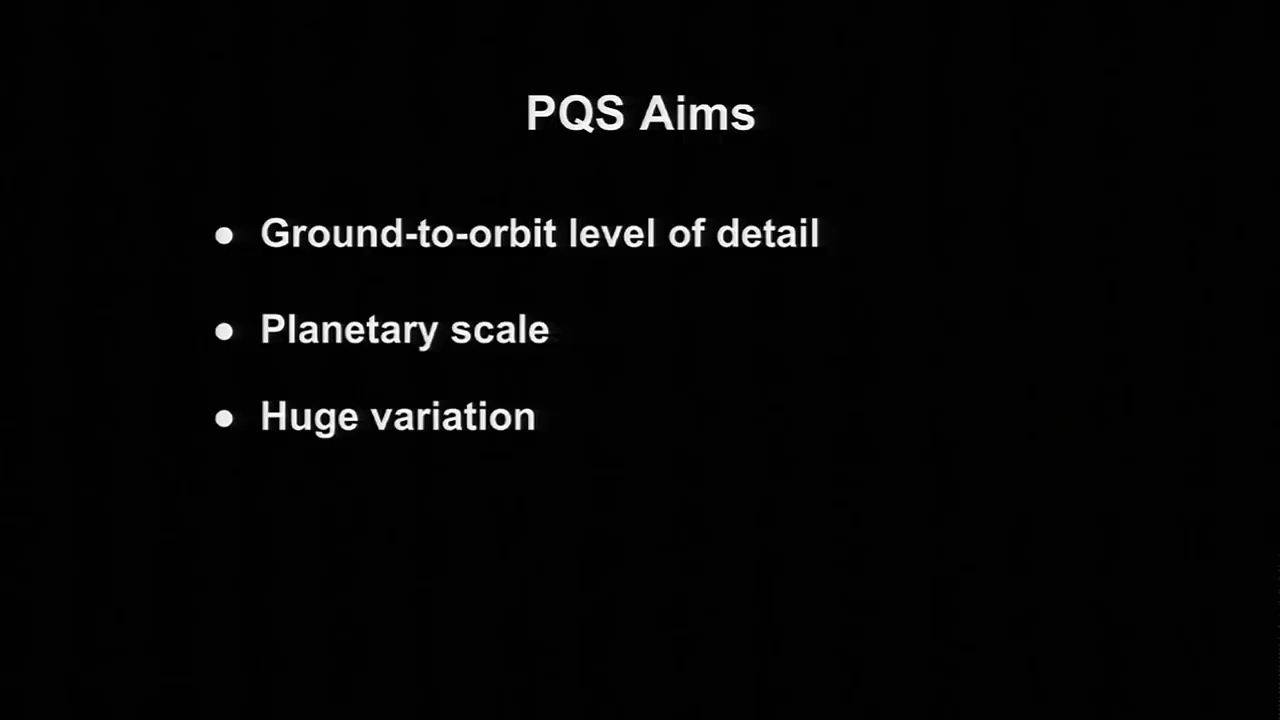 PQS Aims
● Ground-to-orbit level of detail
● Planetary scale
● Huge variation